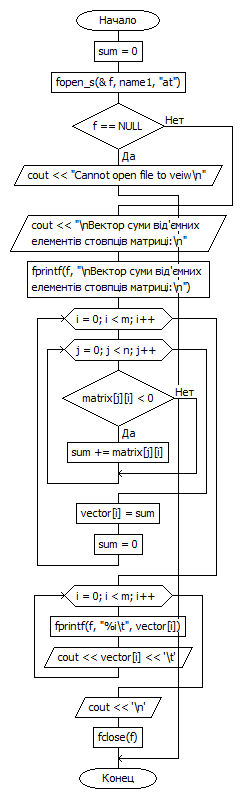 Начало
sum = 0
fopen_s(& f, name1, "at")
f == NULL
Нет
Да
cout << "Cannot open file to veiw\n"
cout << "\nВектор суми від'ємних
елементів стовпців матриці:\n"
fprintf(f, "\nВектор суми від'ємних
елементів стовпців матриці:\n")
i = 0; i < m; i++
j = 0; j < n; j++
matrix[j][i] < 0
Нет
Да
sum += matrix[j][i]
vector[i] = sum
sum = 0
i = 0; i < m; i++
fprintf(f, "%i\t", vector[i])
cout << vector[i] << '\t'
cout << '\n'
fclose(f)
Конец